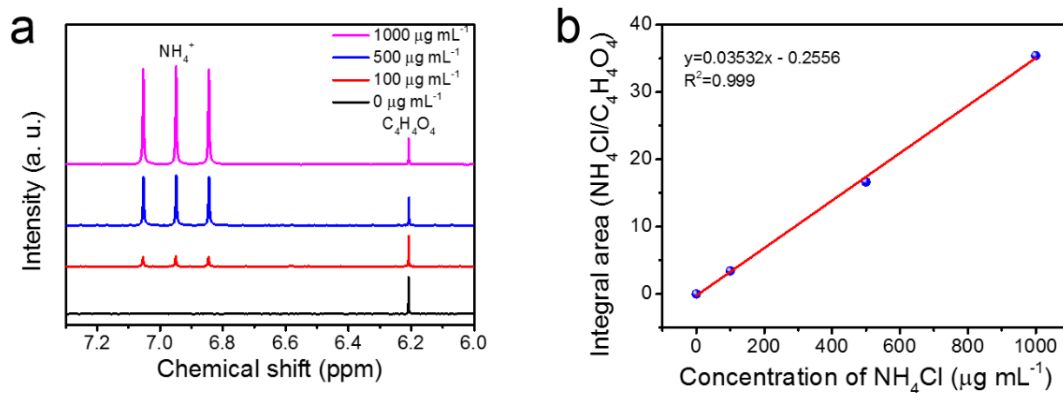 a
1000 μg mL⁻¹
500 μg mL⁻¹
100 μg mL⁻¹
0 μg mL⁻¹
NH₄⁺
C₄H₄O₄
Intensity (a. u.)
7.2 7.0 6.8 6.6 6.4 6.2 6.0
Chemical shift (ppm)
b
y=0.03532x - 0.2556
R²=0.999
Integral area (NH₄Cl/C₄H₄O₄)
40
30
20
10
0
0 200 400 600 800 1000
Concentration of NH₄Cl (μg mL⁻¹)